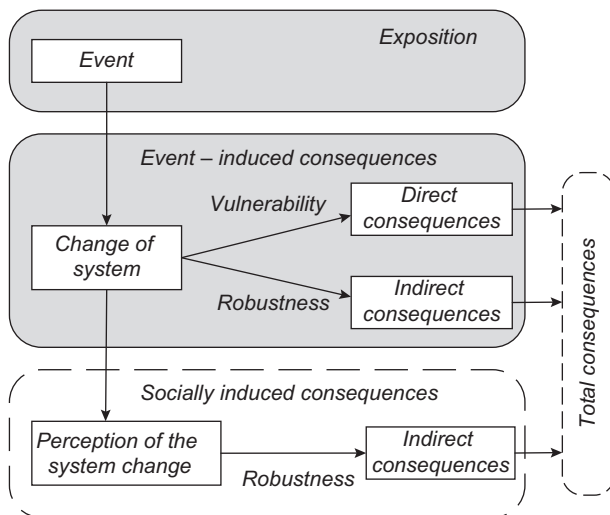 Exposition
Event
Event – induced consequences
Vulnerability
Direct
consequences
Change of
system
Robustness
Indirect
consequences
Total consequences
Socially induced consequences
Perception of the
system change
Robustness
Indirect
consequences